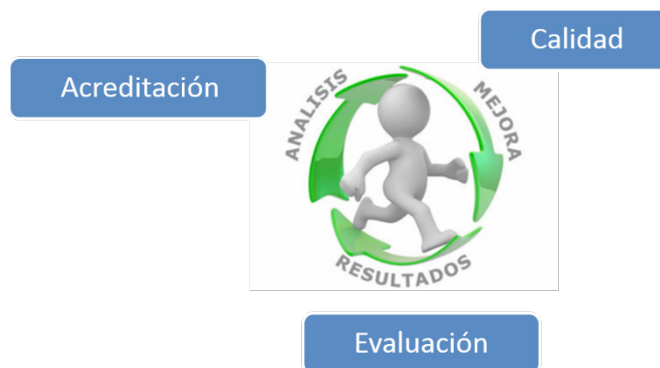 Calidad
Acreditación
ANALISIS
MEJORA
RESULTADOS
Evaluación